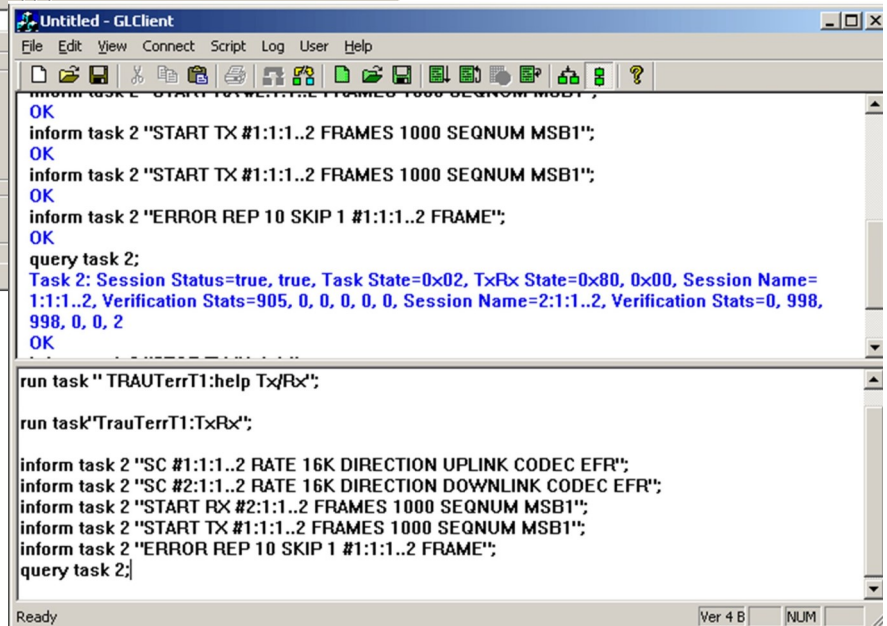 Untitled - GLClient
File Edit View Connect Script Log User Help
OK
inform task 2 "START TX #1:1:1..2 FRAMES 1000 SEQNUM MSB1";
OK
inform task 2 "START TX #1:1:1..2 FRAMES 1000 SEQNUM MSB1";
OK
inform task 2 "ERROR REP 10 SKIP 1 #1:1:1..2 FRAME";
OK
query task 2;
Task 2: Session Status=true, true, Task State=0x02, TxRx State=0x80, 0x00, Session Name=
1:1:1..2, Verification Stats=905, 0, 0, 0, 0, 0, Session Name=2:1:1..2, Verification Stats=0, 998,
998, 0, 0, 2
OK
run task " TRAUTerrT1:help Tx/Rx";
run task"TrauTerrT1:TxRx";
inform task 2 "SC #1:1:1..2 RATE 16K DIRECTION UPLINK CODEC EFR";
inform task 2 "SC #2:1:1..2 RATE 16K DIRECTION DOWNLINK CODEC EFR";
inform task 2 "START RX #2:1:1..2 FRAMES 1000 SEQNUM MSB1";
inform task 2 "START TX #1:1:1..2 FRAMES 1000 SEQNUM MSB1";
inform task 2 "ERROR REP 10 SKIP 1 #1:1:1..2 FRAME";
query task 2;
Ready Ver 4 B NUM